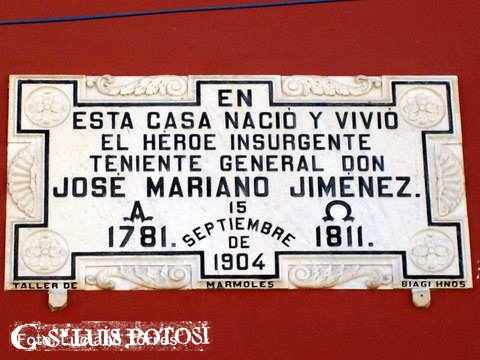 EN
ESTA CASA NACIÓ Y VIVIÓ
EL HÉROE INSURGENTE
TENIENTE GENERAL DON
JOSÉ MARIANO JIMÉNEZ.
A
1781.
15
SEPTIEMBRE
DE
1904
Ω
1811.
TALLER DE MARMOLES BIAGI HNOS
SN LUIS POTOSI